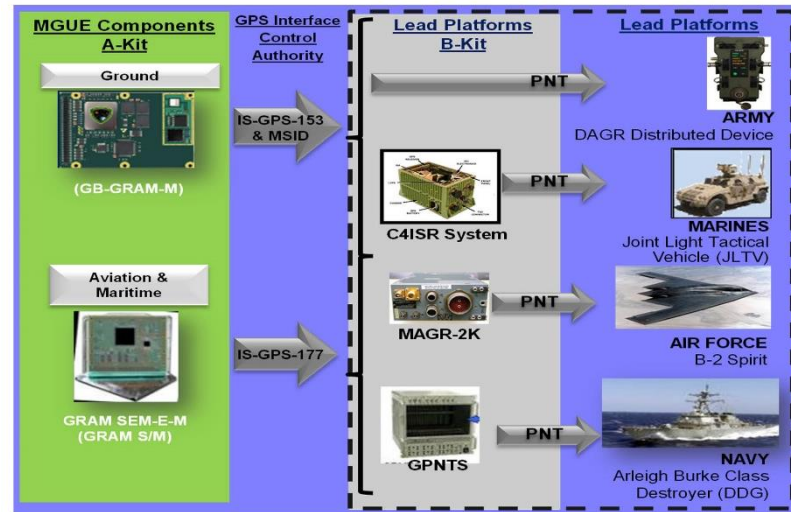 MGUE Components
A-Kit
Ground
(GB-GRAM-M)
Aviation &
Maritime
GRAM SEM-E-M
(GRAM S/M)
GPS Interface
Control
Authority
IS-GPS-153
& MSID
IS-GPS-177
Lead Platforms
B-Kit
C4ISR System
MAGR-2K
GPNTS
Lead Platforms
PNT
ARMY
DAGR Distributed Device
PNT
MARINES
Joint Light Tactical
Vehicle (JLTV)
PNT
AIR FORCE
B-2 Spirit
PNT
NAVY
Arleigh Burke Class
Destroyer (DDG)